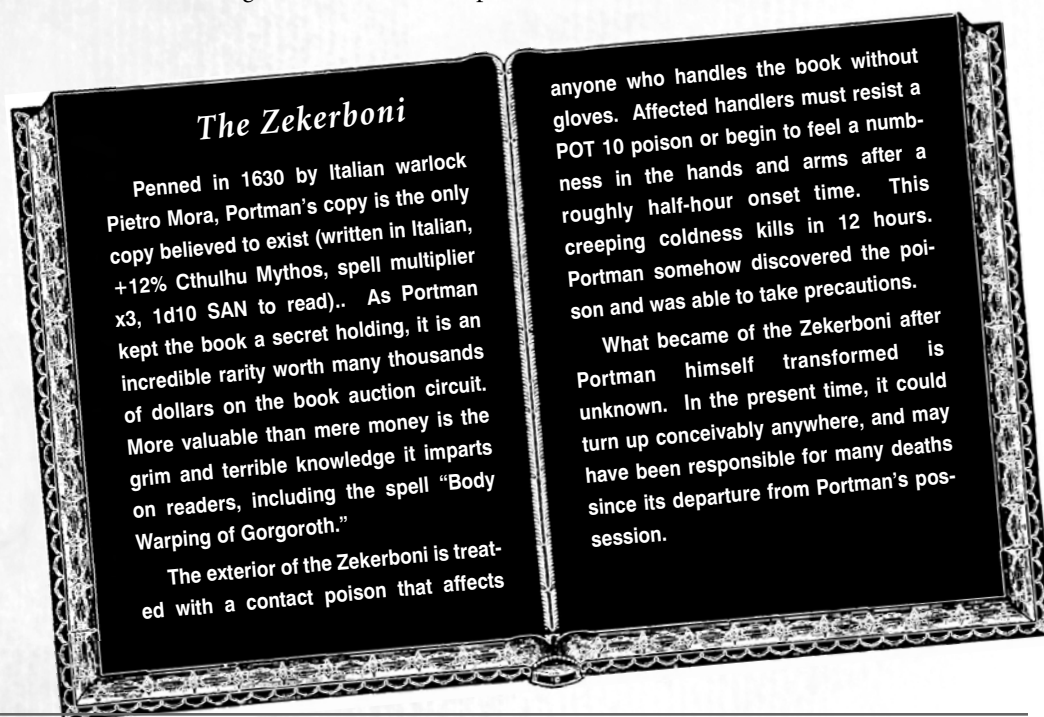 The Zekerboni
Penned in 1630 by Italian warlock
Pietro Mora, Portman’s copy is the only
copy believed to exist (written in Italian,
+12% Cthulhu Mythos, spell multiplier
x3, 1d10 SAN to read).. As Portman
kept the book a secret holding, it is an
incredible rarity worth many thousands
of dollars on the book auction circuit.
More valuable than mere money is the
grim and terrible knowledge it imparts
on readers, including the spell “Body
Warping of Gorgoroth.”
The exterior of the Zekerboni is treat-
ed with a contact poison that affects
anyone who handles the book without
gloves. Affected handlers must resist a
POT 10 poison or begin to feel a numb-
ness in the hands and arms after a
roughly half-hour onset time. This
creeping coldness kills in 12 hours.
Portman somehow discovered the poi-
son and was able to take precautions.
What became of the Zekerboni after
Portman himself transformed is
unknown. In the present time, it could
turn up conceivably anywhere, and may
have been responsible for many deaths
since its departure from Portman’s pos-
session.